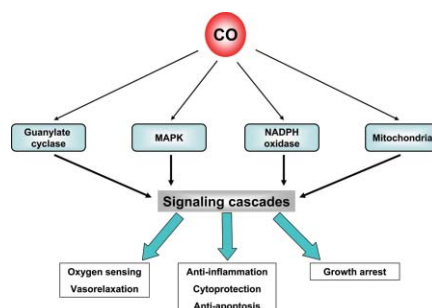 CO
Guanylate
cyclase
MAPK
NADPH
oxidase
Mitochondria
Signaling cascades
Oxygen sensing
Vasorelaxation
Anti-inflammation
Cytoprotection
Anti-apoptosis
Growth arrest